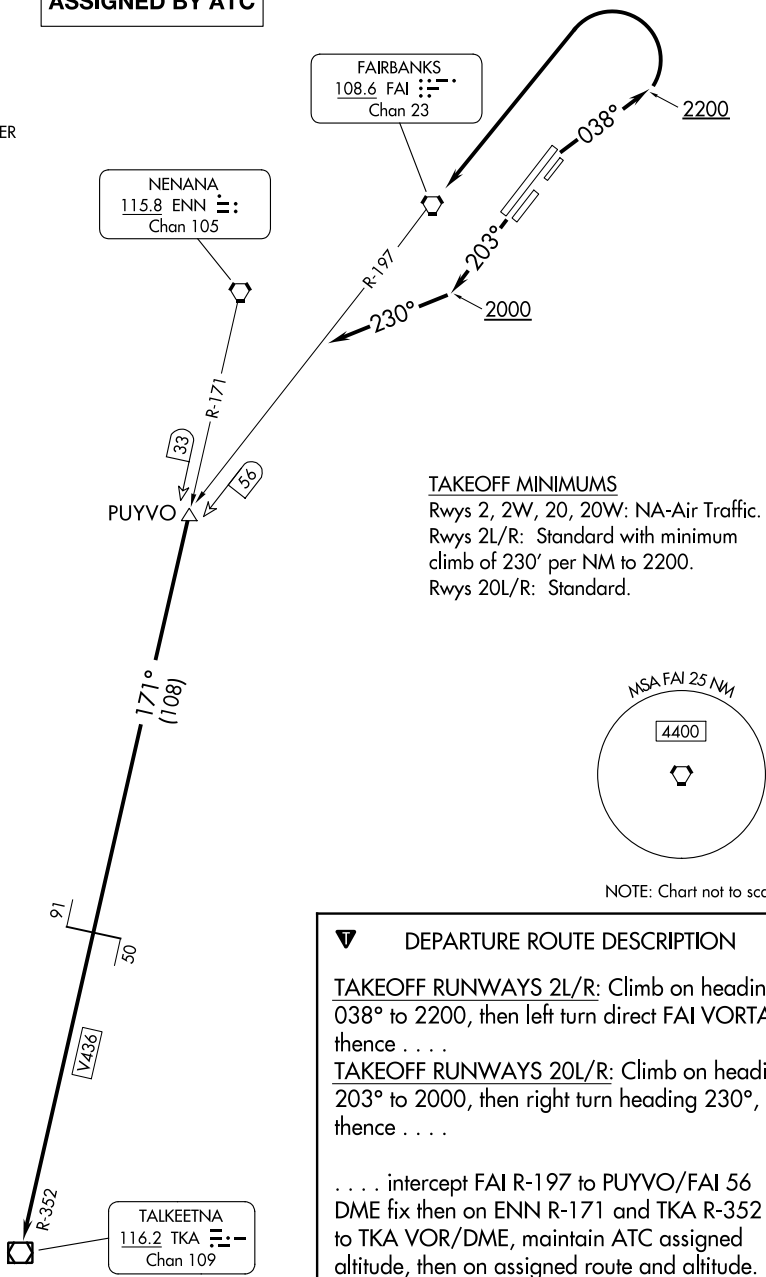 ASSIGNED BY ATC
ER
FAIRBANKS
108.6 FAI
Chan 23
038°
2200
NENANA
115.8 ENN
Chan 105
203°
R-197
230°
2000
R-171
33
56
PUYVO
TAKEOFF MINIMUMS
Rwys 2, 2W, 20, 20W: NA-Air Traffic.
Rwys 2L/R: Standard with minimum
climb of 230' per NM to 2200.
Rwys 20L/R: Standard.
171°
(108)
MSA FAI 25 NM
4400
NOTE: Chart not to sca
91
50
V436
R-352
TALKEETNA
116.2 TKA
Chan 109
T
DEPARTURE ROUTE DESCRIPTION
TAKEOFF RUNWAYS 2L/R: Climb on headin
038° to 2200, then left turn direct FAI VORTA
thence . . . .
TAKEOFF RUNWAYS 20L/R: Climb on headi
203° to 2000, then right turn heading 230°,
thence . . . .
. . . . intercept FAI R-197 to PUYVO/FAI 56
DME fix then on ENN R-171 and TKA R-352
to TKA VOR/DME, maintain ATC assigned
altitude, then on assigned route and altitude.